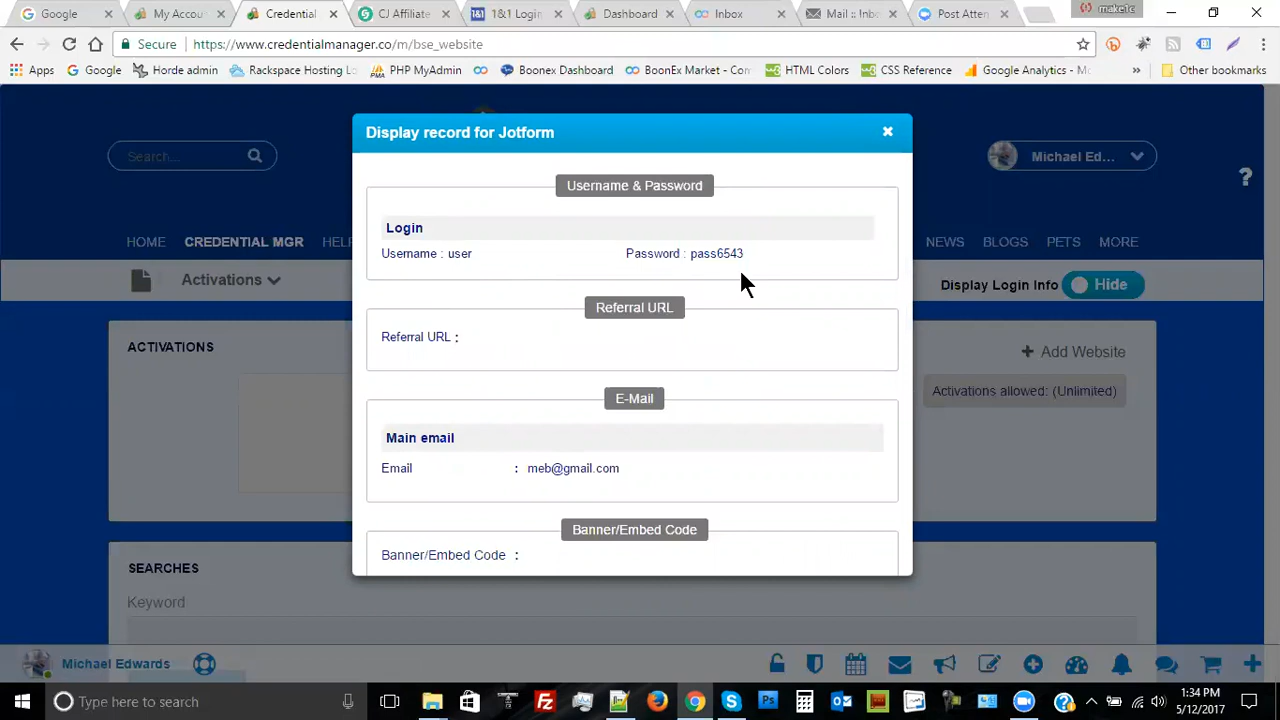 Google
My Accou
Credential
CJ Affiliate
1&1 Login
Dashboard
Inbox
Mail :: Inb
Post Atten
make1c
Secure
https://www.credentialmanager.co/m/bse_website
Apps
Google
Horde admin
Rackspace Hosting Lo
PHP MyAdmin
Boonex Dashboard
BoonEx Market - Con
HTML Colors
CSS Reference
Google Analytics - Mo
»
Other bookmarks
Display record for Jotform
Search...
Michael Ed...
?
Username & Password
Login
Username : user
Password : pass6543
HOME
CREDENTIAL MGR
HELP
NEWS
BLOGS
PETS
MORE
Activations
Display Login Info
Hide
Referral URL
Referral URL :
ACTIVATIONS
+ Add Website
Activations allowed: (Unlimited)
E-Mail
Main email
Email : meb@gmail.com
Banner/Embed Code
Banner/Embed Code :
SEARCHES
Keyword
Michael Edwards
Type here to search
1:34 PM
5/12/2017